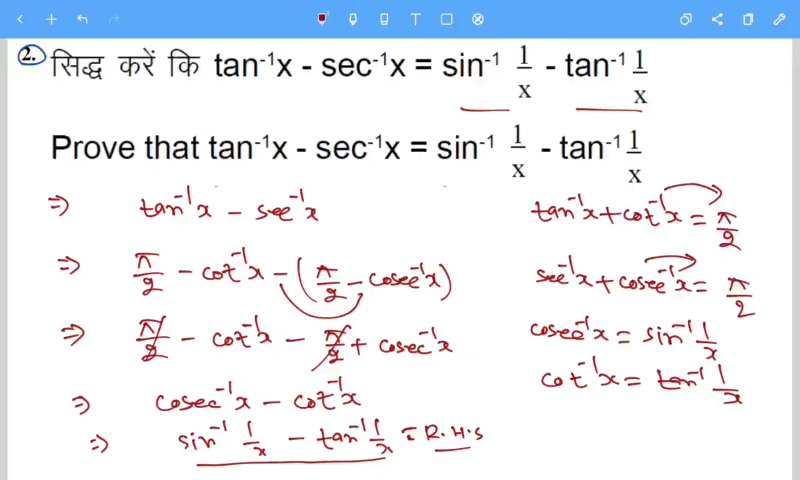 2. सिद्ध करें कि tan⁻¹x - sec⁻¹x = sin⁻¹ 1/x - tan⁻¹ 1/x
Prove that tan⁻¹x - sec⁻¹x = sin⁻¹ 1/x - tan⁻¹ 1/x
⇒ tan⁻¹x - sec⁻¹x
⇒ π/2 - cot⁻¹x - (π/2 - cosec⁻¹x)
⇒ π/2 - cot⁻¹x - π/2 + cosec⁻¹x
⇒ cosec⁻¹x - cot⁻¹x
⇒ sin⁻¹ 1/x - tan⁻¹ 1/x = R.H.S
tan⁻¹x + cot⁻¹x = π/2
sec⁻¹x + cosec⁻¹x = π/2
cosec⁻¹x = sin⁻¹ 1/x
cot⁻¹x = tan⁻¹ 1/x